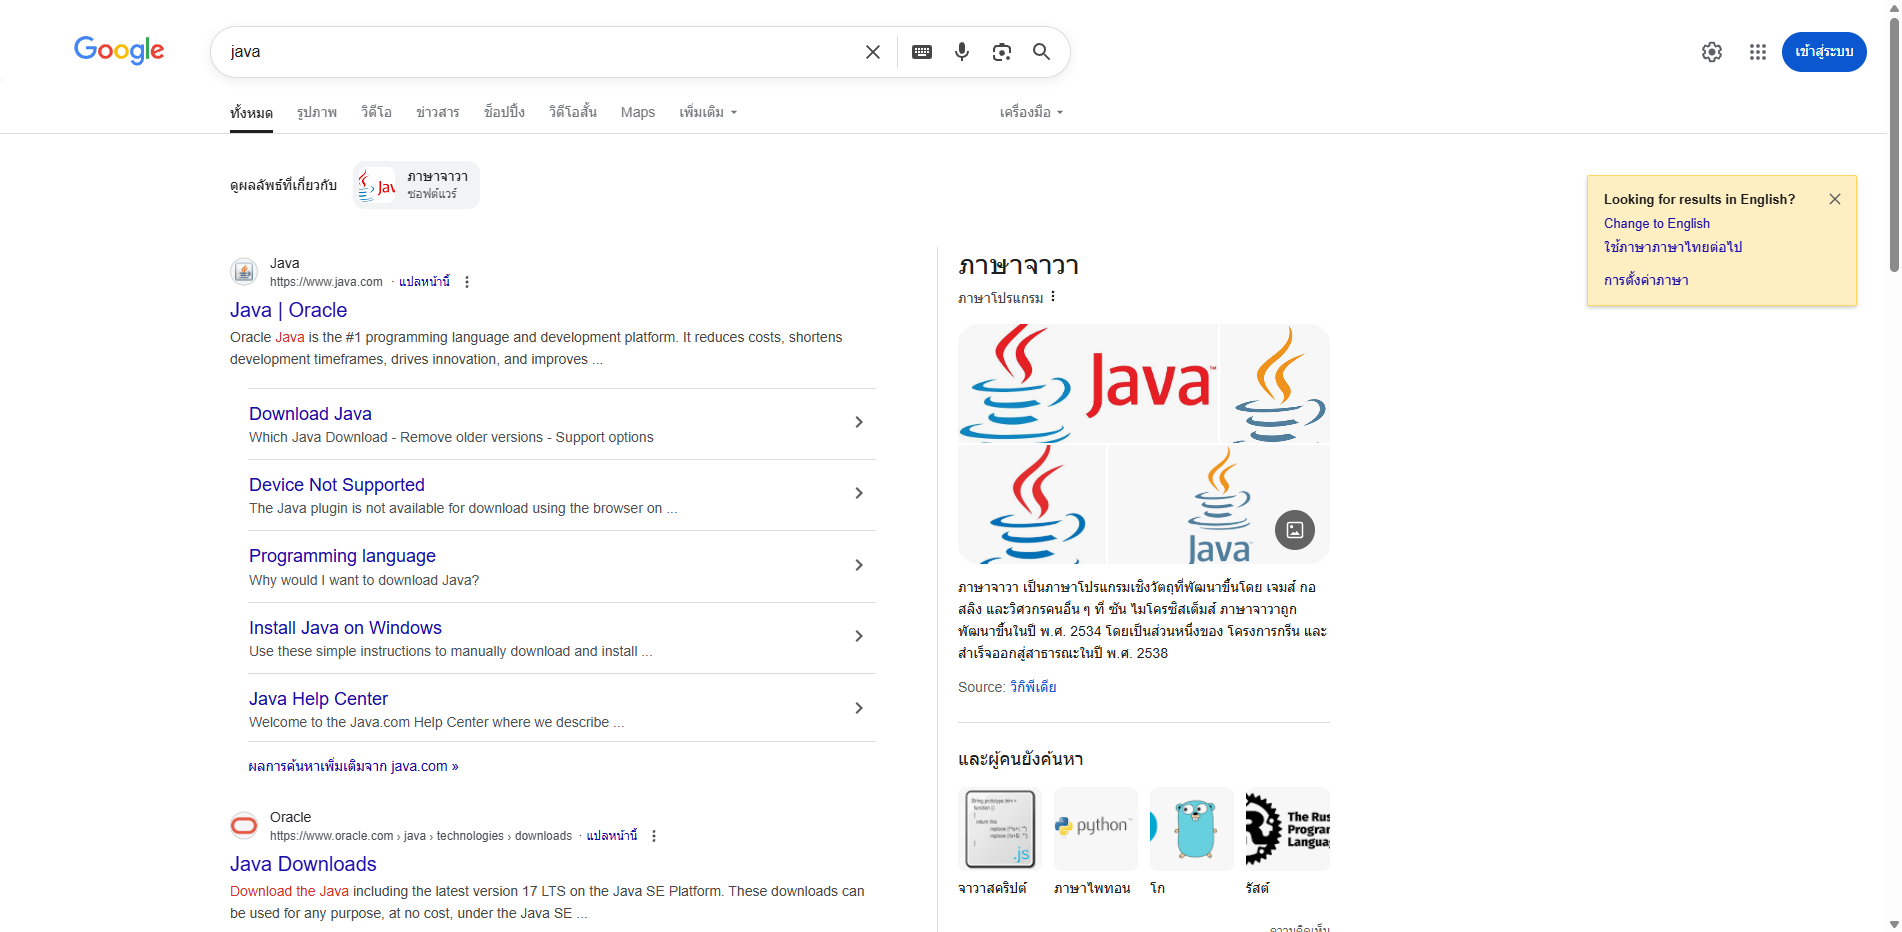 Google
java
เข้าสู่ระบบ
ทั้งหมด
รูปภาพ
วิดีโอ
ข่าวสาร
ช็อปปิ้ง
วิดีโอสั้น
Maps
เพิ่มเติม
เครื่องมือ
ดูผลลัพธ์ที่เกี่ยวกับ
ภาษาจาวา
ซอฟต์แวร์
Looking for results in English?
Change to English
ใช้ภาษาภาษาไทยต่อไป
การตั้งค่าภาษา
Java
https://www.java.com · แปลหน้านี้
Java | Oracle
Oracle Java is the #1 programming language and development platform. It reduces costs, shortens
development timeframes, drives innovation, and improves ...
Download Java
Which Java Download - Remove older versions - Support options
Device Not Supported
The Java plugin is not available for download using the browser on ...
Programming language
Why would I want to download Java?
Install Java on Windows
Use these simple instructions to manually download and install ...
Java Help Center
Welcome to the Java.com Help Center where we describe ...
ผลการค้นหาเพิ่มเติมจาก java.com »
Oracle
https://www.oracle.com › java › technologies › downloads · แปลหน้านี้
Java Downloads
Download the Java including the latest version 17 LTS on the Java SE Platform. These downloads can
be used for any purpose, at no cost, under the Java SE ...
ภาษาจาวา
ภาษาโปรแกรม
Java™
Java™
ภาษาจาวา เป็นภาษาโปรแกรมเชิงวัตถุที่พัฒนาขึ้นโดย เจมส์ กอ
สลิง และวิศวกรคนอื่น ๆ ที่ ซัน ไมโครซิสเต็มส์ ภาษาจาวาถูก
พัฒนาขึ้นในปี พ.ศ. 2534 โดยเป็นส่วนหนึ่งของ โครงการกรีน และ
สำเร็จออกสู่สาธารณะในปี พ.ศ. 2538
Source: วิกิพีเดีย
และผู้คนยังค้นหา
.js
python™
The Rus
Progran
Langua
จาวาสคริปต์
ภาษาไพทอน
โก
รัสต์